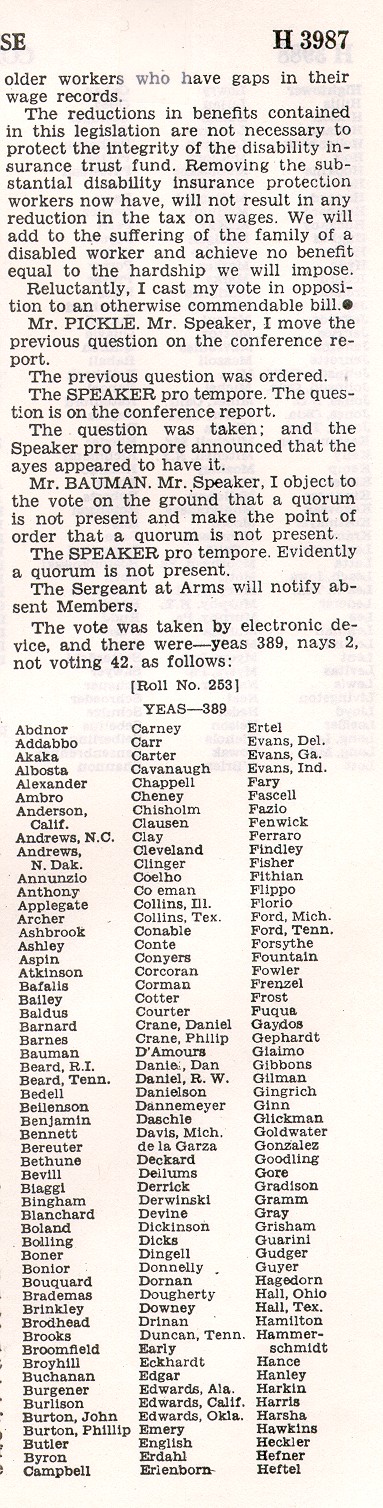 SE H 3987
older workers who have gaps in their
wage records.
The reductions in benefits contained
in this legislation are not necessary to
protect the integrity of the disability in-
surance trust fund. Removing the sub-
stantial disability insurance protection
workers now have, will not result in any
reduction in the tax on wages. We will
add to the suffering of the family of a
disabled worker and achieve no benefit
equal to the hardship we will impose.
Reluctantly, I cast my vote in opposi-
tion to an otherwise commendable bill.●
Mr. PICKLE. Mr. Speaker, I move the
previous question on the conference re-
port.
The previous question was ordered.
The SPEAKER pro tempore. The ques-
tion is on the conference report.
The question was taken; and the
Speaker pro tempore announced that the
ayes appeared to have it.
Mr. BAUMAN. Mr. Speaker, I object to
the vote on the ground that a quorum
is not present and make the point of
order that a quorum is not present.
The SPEAKER pro tempore. Evidently
a quorum is not present.
The Sergeant at Arms will notify ab-
sent Members.
The vote was taken by electronic de-
vice, and there were—yeas 389, nays 2,
not voting 42. as follows:
[Roll No. 253]
YEAS—389
Abdnor
Addabbo
Akaka
Albosta
Alexander
Ambro
Anderson,
Calif.
Andrews, N.C.
Andrews,
N. Dak.
Annunzio
Anthony
Applegate
Archer
Ashbrook
Ashley
Aspin
Atkinson
Bafalis
Bailey
Baldus
Barnard
Barnes
Bauman
Beard, R.I.
Beard, Tenn.
Bedell
Beilenson
Benjamin
Bennett
Bereuter
Bethune
Bevill
Biaggi
Bingham
Blanchard
Boland
Bolling
Boner
Bonior
Bouquard
Brademas
Brinkley
Brodhead
Brooks
Broomfield
Broyhill
Buchanan
Burgener
Burlison
Burton, John
Burton, Phillip
Butler
Byron
Campbell
Carney
Carr
Carter
Cavanaugh
Chappell
Cheney
Chisholm
Clausen
Clay
Cleveland
Clinger
Coelho
Co eman
Collins, Ill.
Collins, Tex.
Conable
Conte
Conyers
Corcoran
Corman
Cotter
Courter
Crane, Daniel
Crane, Philip
D'Amours
Danie., Dan
Daniel, R. W.
Danielson
Dannemeyer
Daschle
Davis, Mich.
de la Garza
Deckard
Dellums
Derrick
Derwinski
Devine
Dickinson
Dicks
Dingell
Donnelly
Dornan
Dougherty
Downey
Drinan
Duncan, Tenn.
Early
Eckhardt
Edgar
Edwards, Ala.
Edwards, Calif.
Edwards, Okla.
Emery
English
Erdahl
Erlenborn
Ertel
Evans, Del.
Evans, Ga.
Evans, Ind.
Fary
Fascell
Fazio
Fenwick
Ferraro
Findley
Fisher
Fithian
Flippo
Florio
Ford, Mich.
Ford, Tenn.
Forsythe
Fountain
Fowler
Frenzel
Frost
Fuqua
Gaydos
Gephardt
Giaimo
Gibbons
Gilman
Gingrich
Ginn
Glickman
Goldwater
Gonzalez
Goodling
Gore
Gradison
Gramm
Gray
Grisham
Guarini
Gudger
Guyer
Hagedorn
Hall, Ohio
Hall, Tex.
Hamilton
Hammer-
schmidt
Hance
Hanley
Harkin
Harris
Harsha
Hawkins
Heckler
Hefner
Heftel